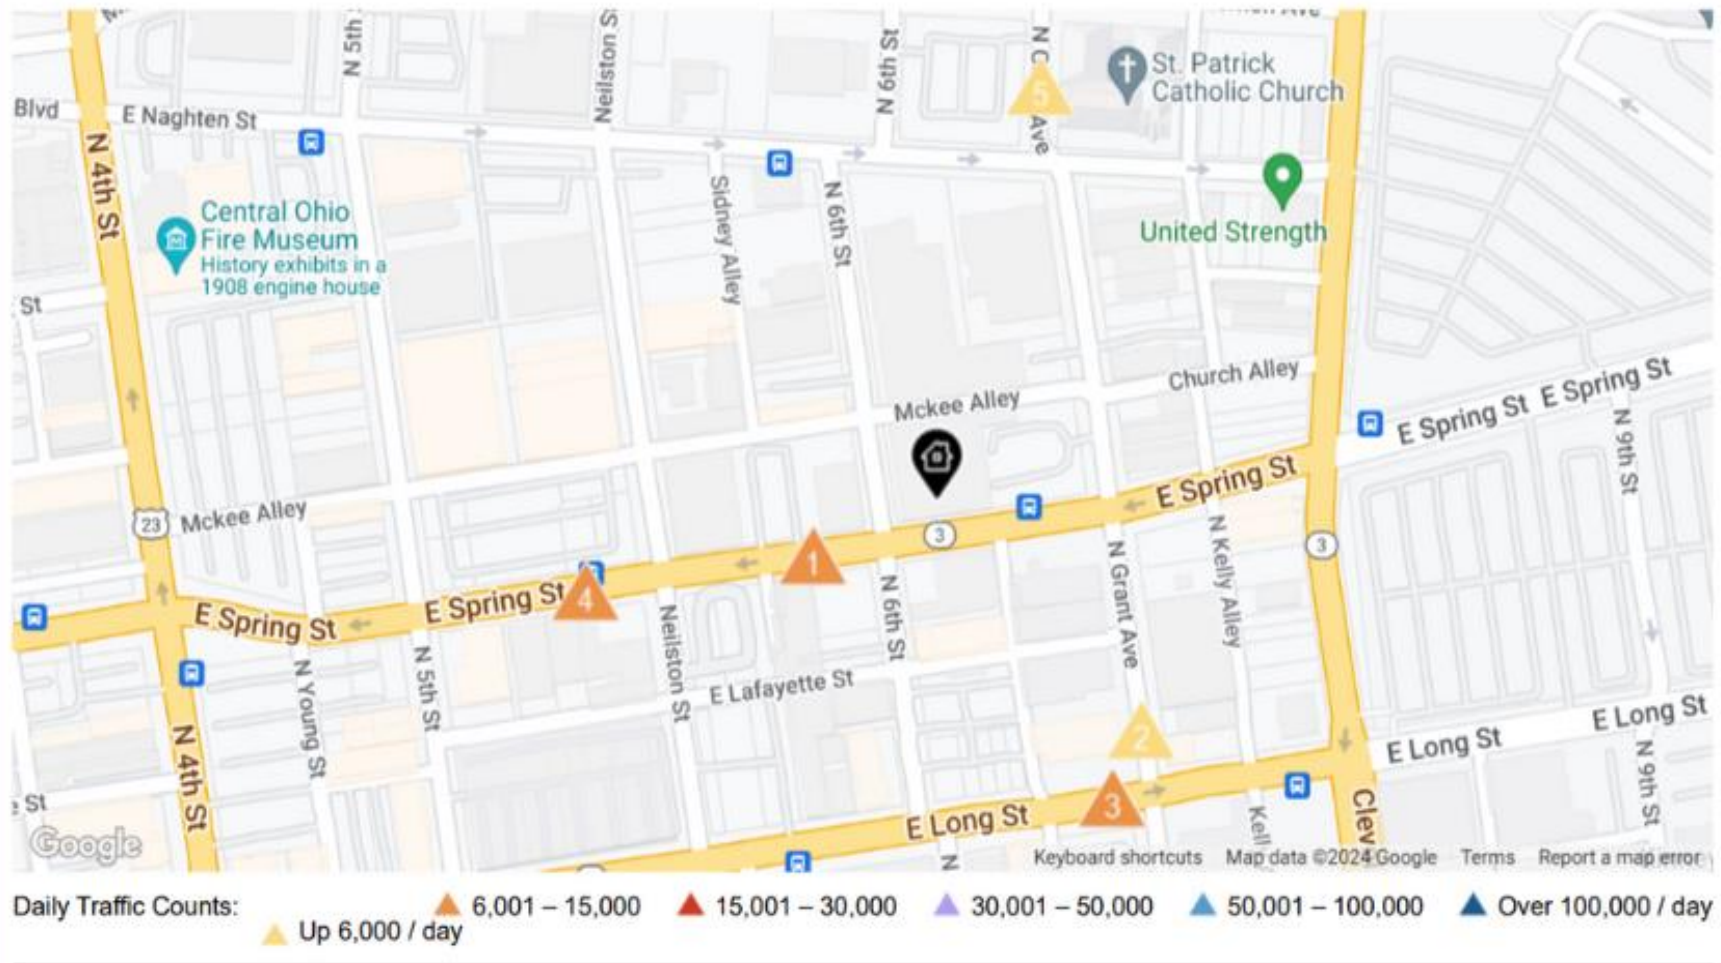 N 5th
Neilston St
N 6th St
St. Patrick
Catholic Church
5
Ave
Blvd
E Naghten St
N 4th St
Central Ohio
Fire Museum
History exhibits in a
1908 engine house
Sidney Alley
N 6th St
United Strength
St
Mckee Alley
Church Alley
E Spring St
E Spring St
N 9th St
23
Mckee Alley
3
E Spring St
3
1
4
E Spring St
E Spring St
N Kelly Alley
N Grant Ave
N 6th St
Neilston St
N 5th St
N Young St
E Lafayette St
2
3
E Long St
E Long St
E Long St
N 9th St
N 4th St
St
Kell
Clev
N
Google
Keyboard shortcuts Map data ©2024 Google Terms Report a map error
Daily Traffic Counts:
Up 6,000 / day
6,001 – 15,000
15,001 – 30,000
30,001 – 50,000
50,001 – 100,000
Over 100,000 / day